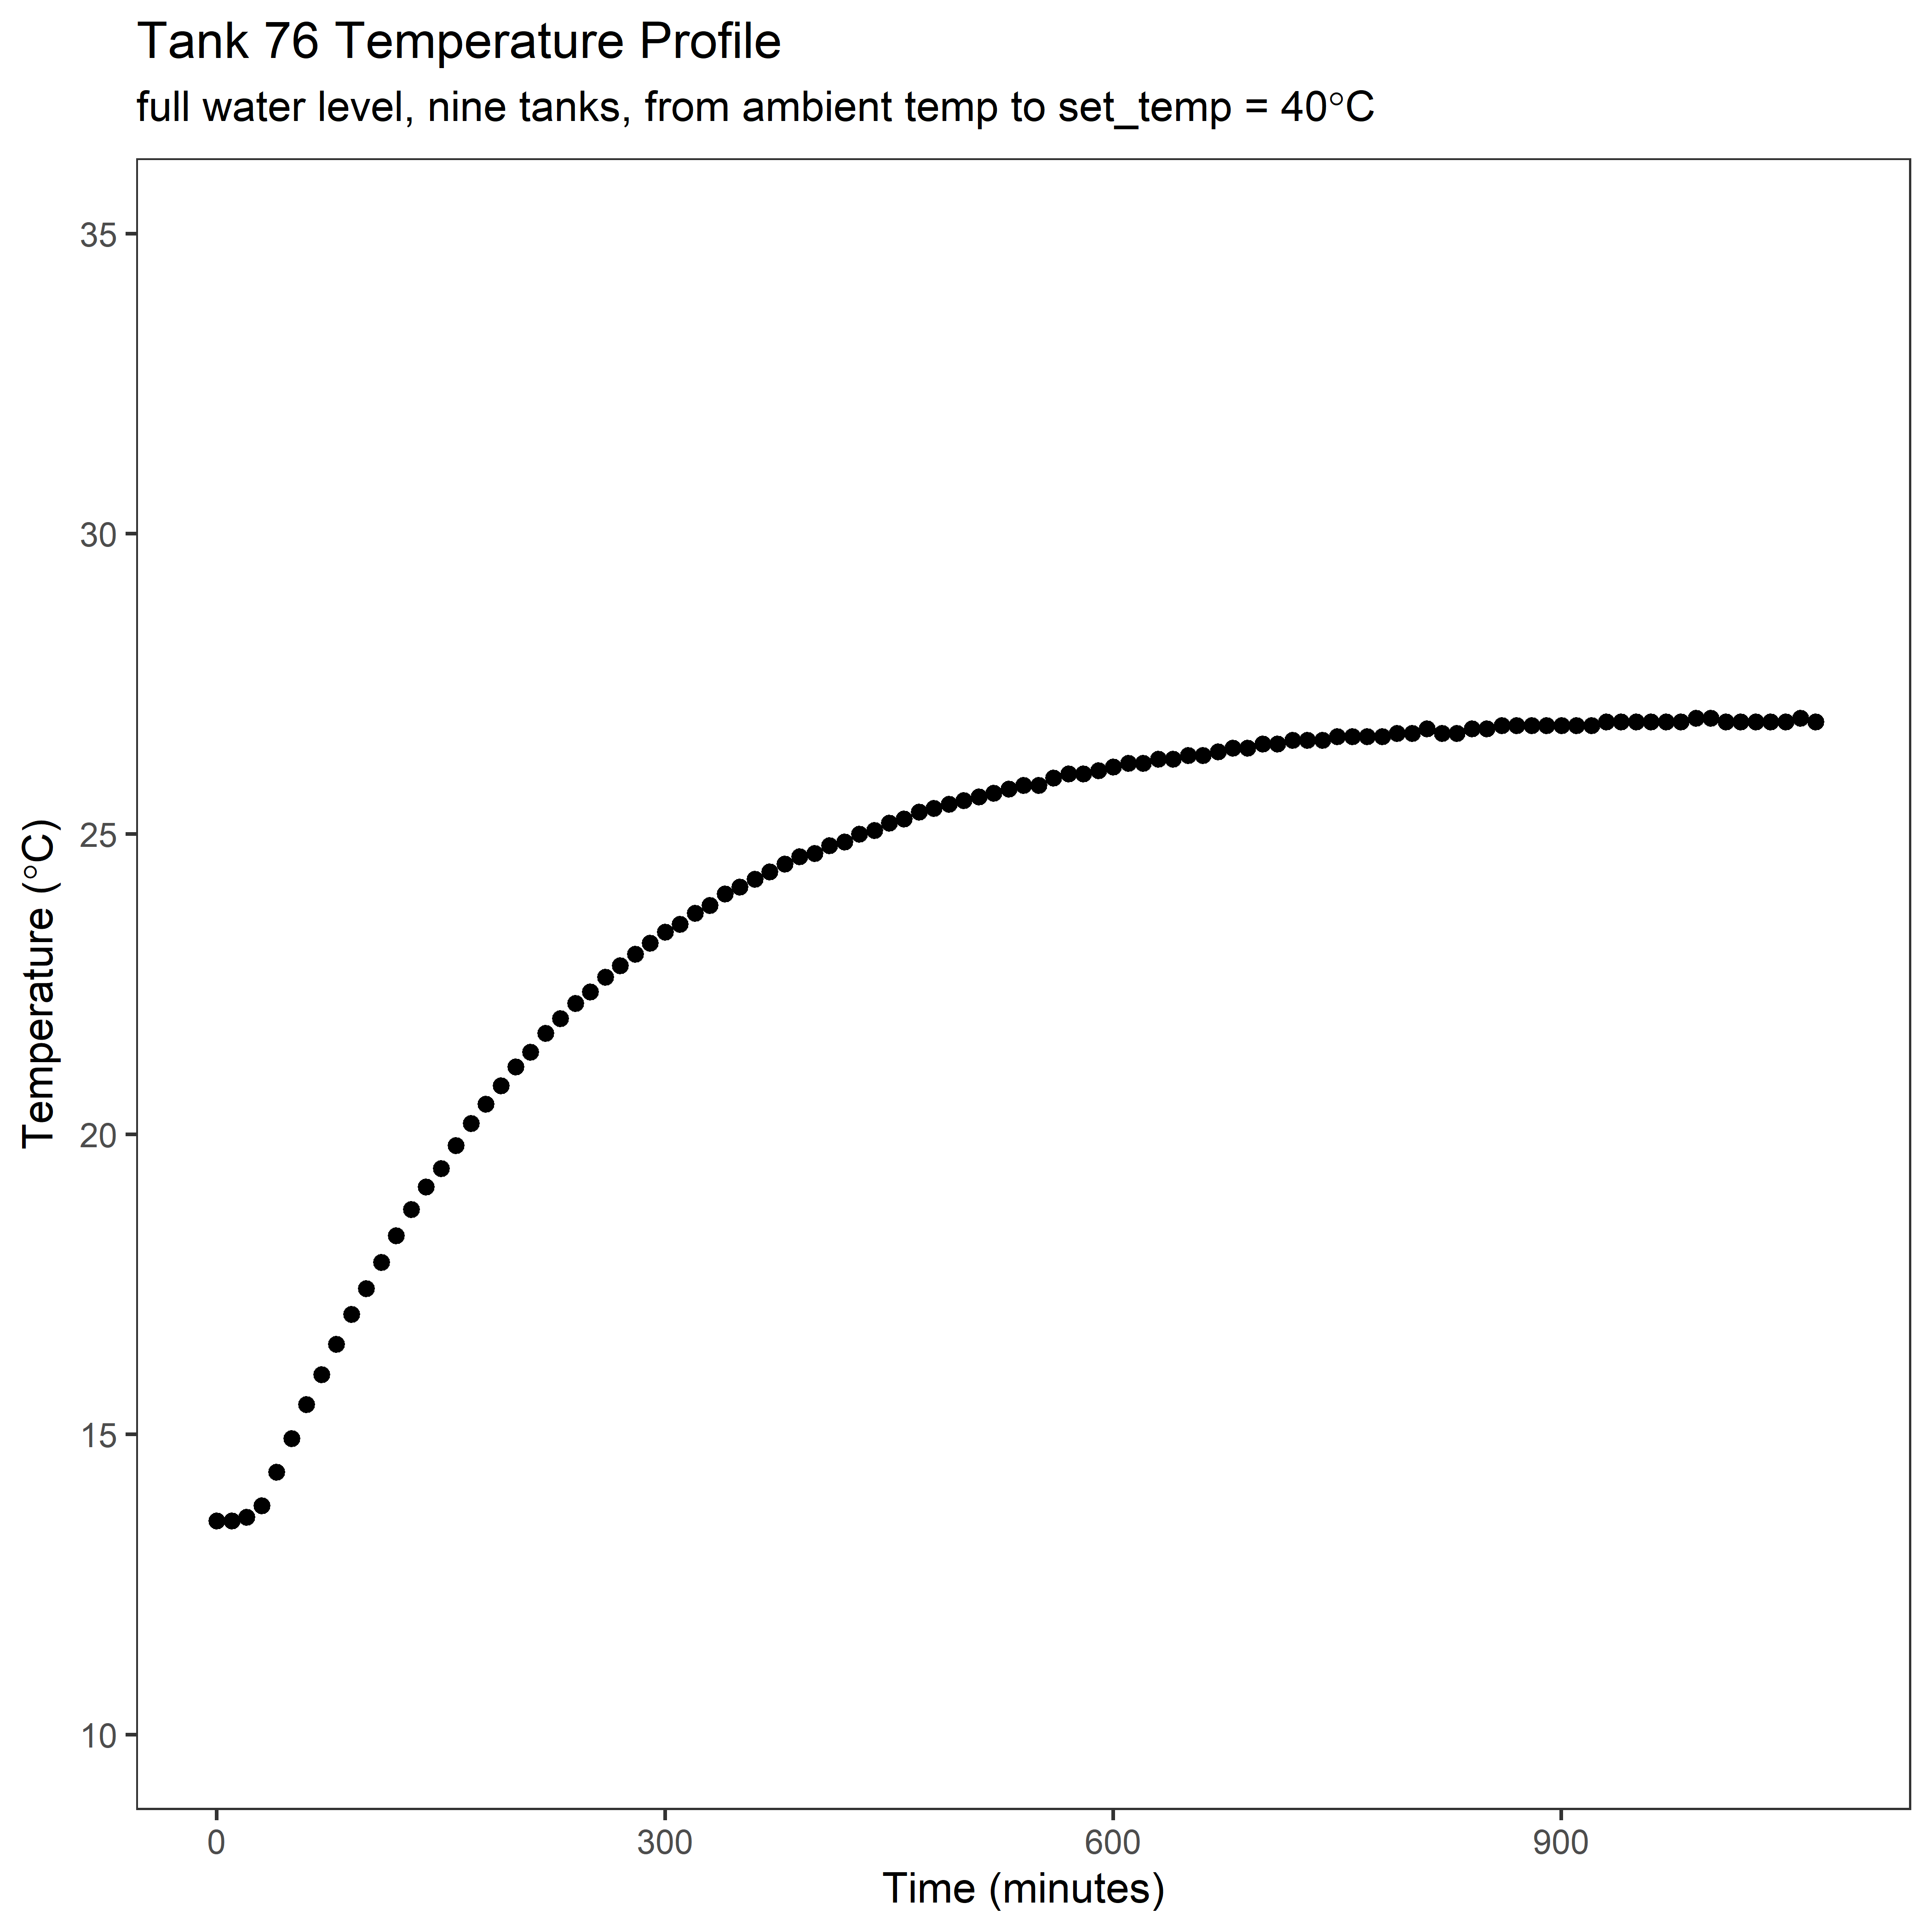 Tank 76 Temperature Profile
full water level, nine tanks, from ambient temp to set_temp = 40°C
35
30
25
20
15
10
Temperature (°C)
0 300 600 900
Time (minutes)